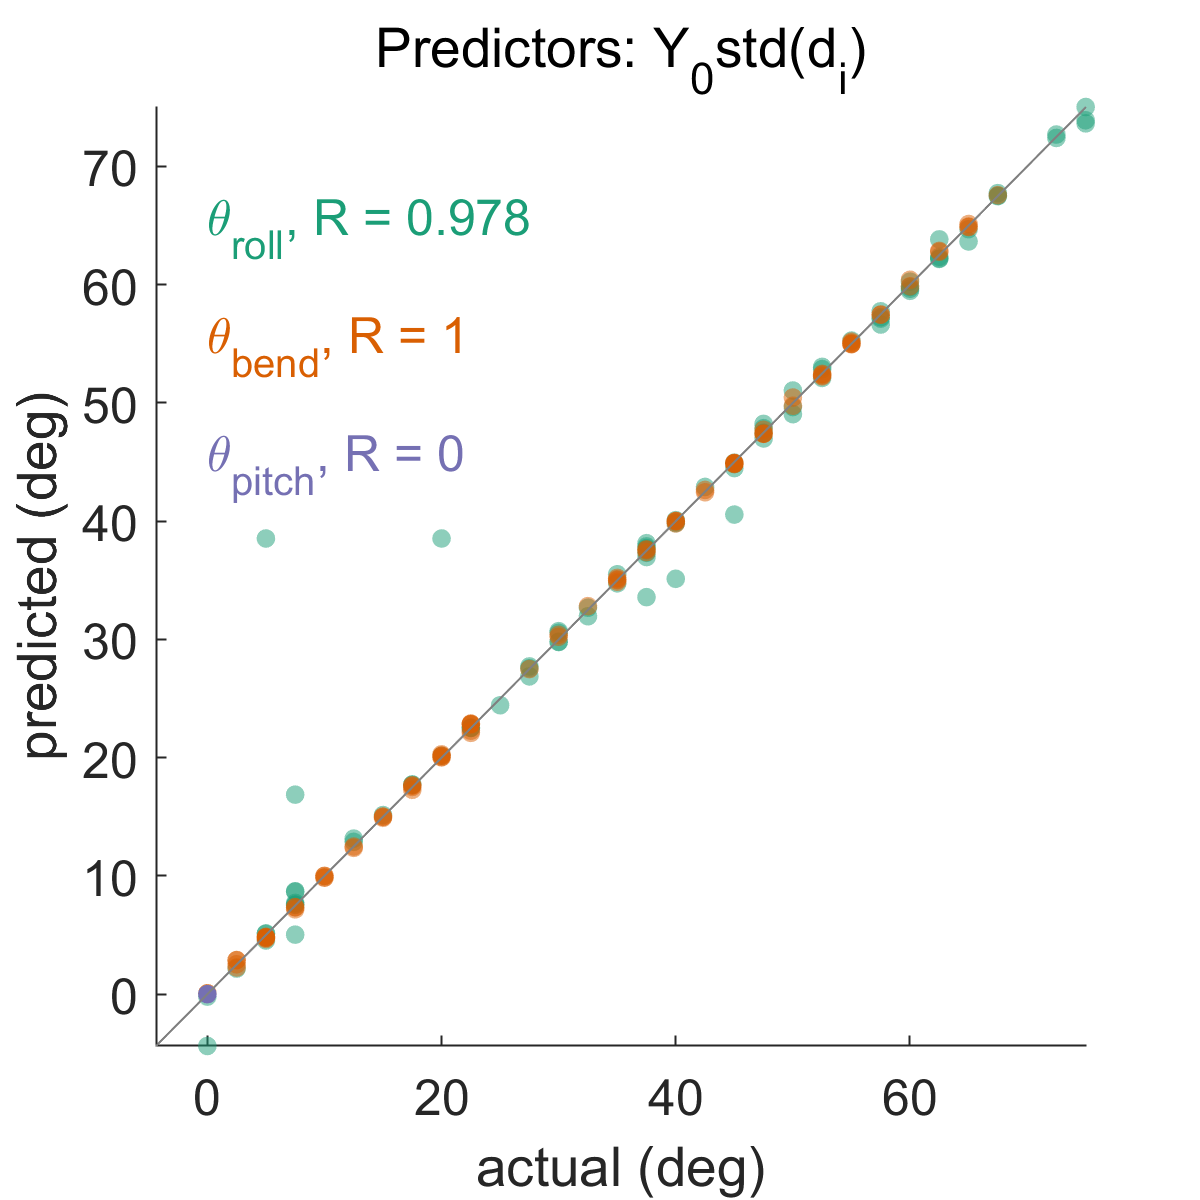 Predictors: Y₀std(dᵢ)
θroll, R = 0.978
θbend, R = 1
θpitch, R = 0
predicted (deg)
70
60
50
40
30
20
10
0
0 20 40 60
actual (deg)